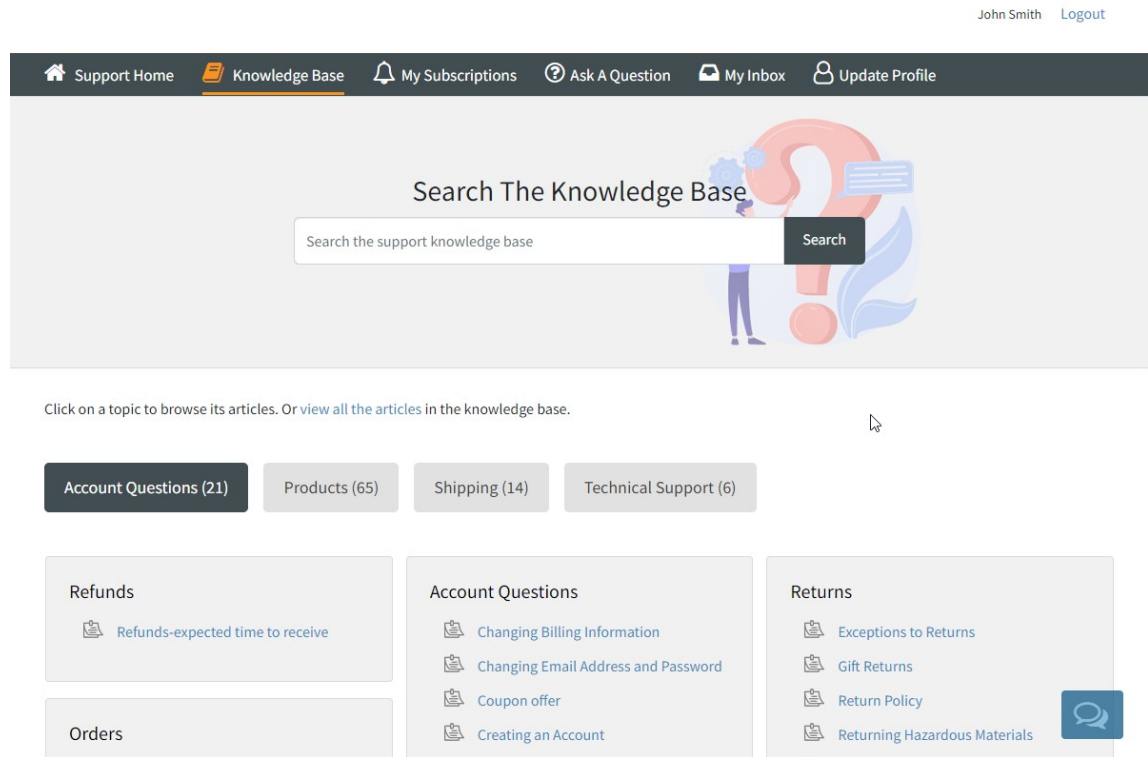 John Smith Logout
Support Home Knowledge Base My Subscriptions Ask A Question My Inbox Update Profile
Search The Knowledge Base
Search the support knowledge base Search
Click on a topic to browse its articles. Or view all the articles in the knowledge base.
Account Questions (21) Products (65) Shipping (14) Technical Support (6)
Refunds
Refunds-expected time to receive
Orders
Account Questions
Changing Billing Information
Changing Email Address and Password
Coupon offer
Creating an Account
Returns
Exceptions to Returns
Gift Returns
Return Policy
Returning Hazardous Materials